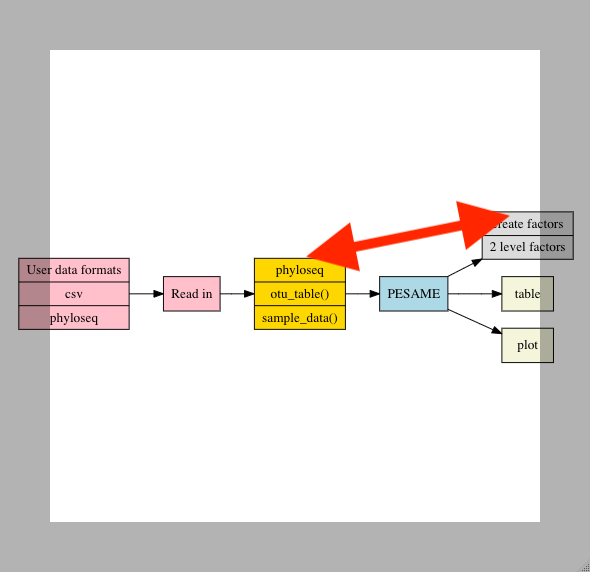 User data formats
csv
phyloseq
Read in
phyloseq
otu_table()
sample_data()
PESAME
reate factors
2 level factors
table
plot